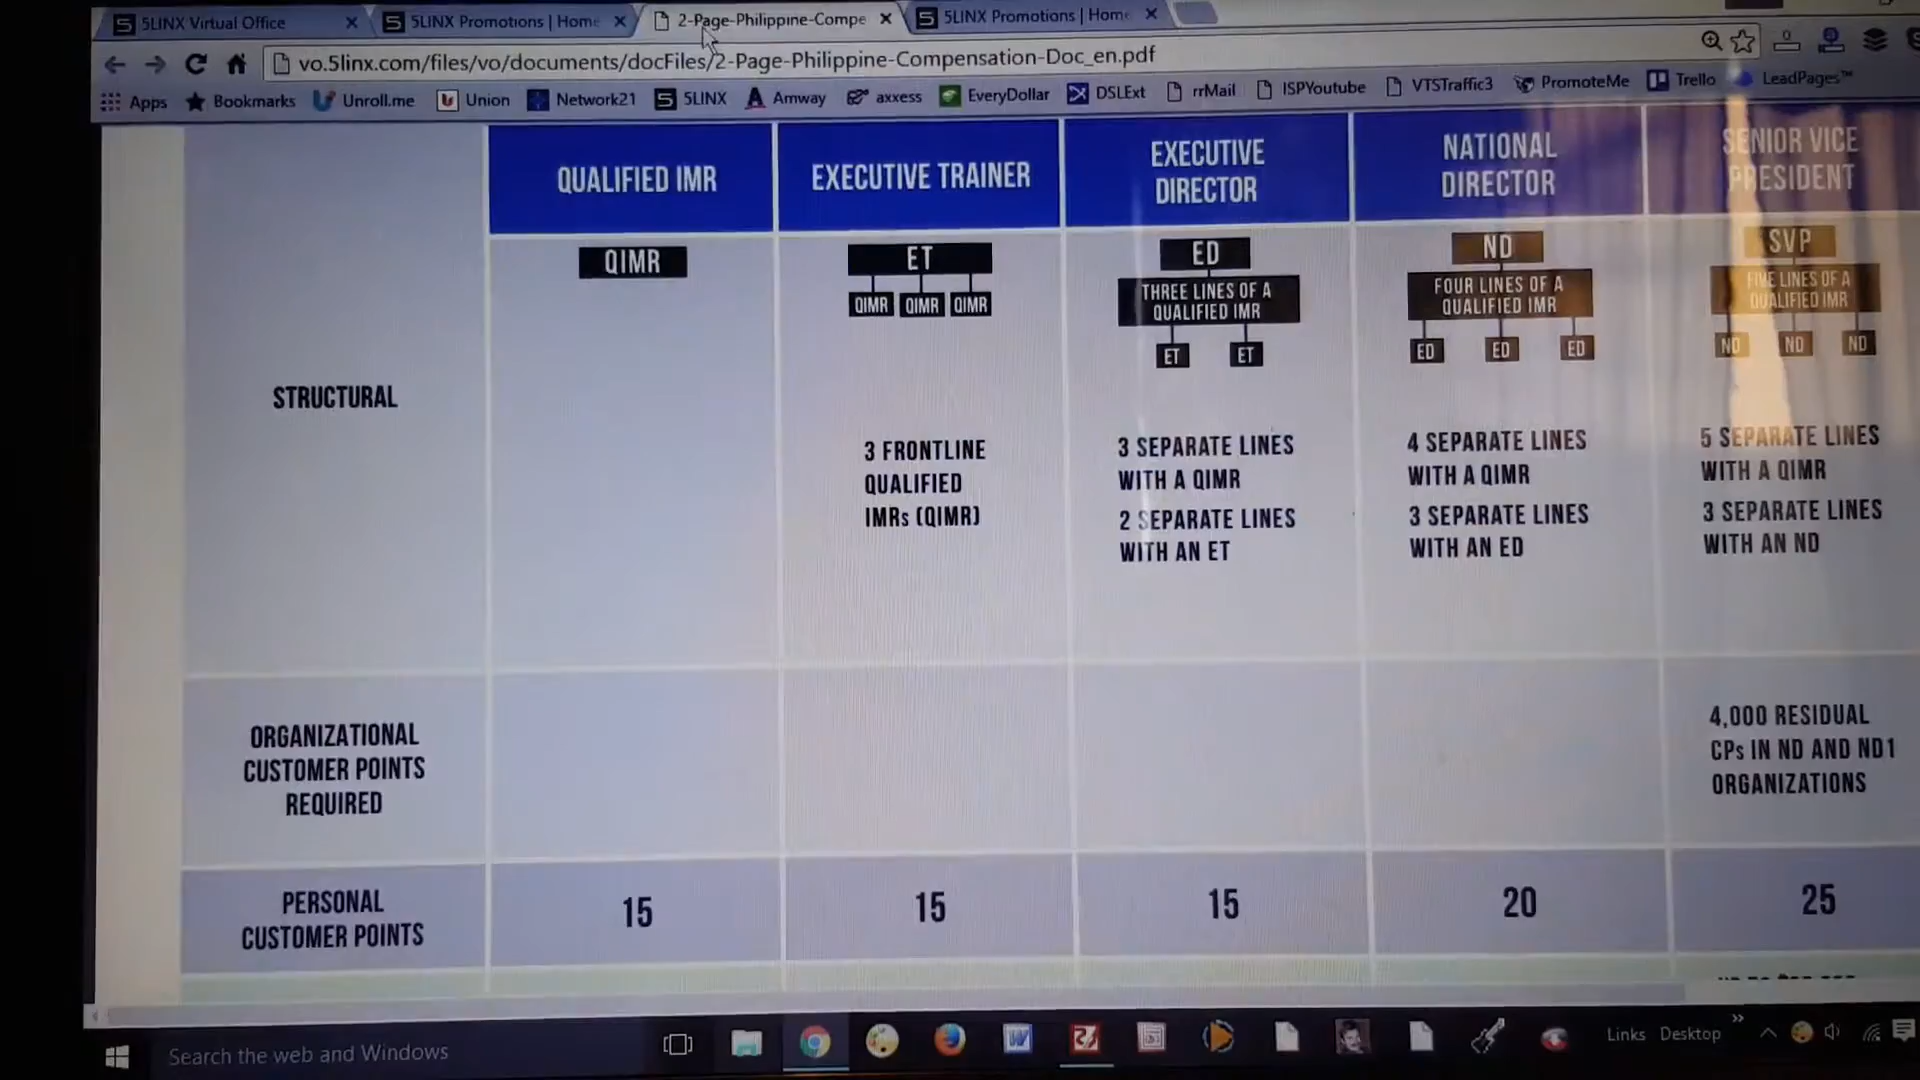 5LINX Virtual Office
5LINX Promotions | Home
2-Page-Philippine-Compe
5LINX Promotions | Home
vo.5linx.com/files/vo/documents/docFiles/2-Page-Philippine-Compensation-Doc_en.pdf
Apps Bookmarks Unroll.me Union Network21 5LINX Amway axxess EveryDollar DSLExt rrMail ISPYoutube VTSTraffic3 PromoteMe Trello LeadPages™
QUALIFIED IMR
EXECUTIVE TRAINER
EXECUTIVE
DIRECTOR
NATIONAL
DIRECTOR
SENIOR VICE
PRESIDENT
STRUCTURAL
QIMR
ET
QIMR QIMR QIMR
3 FRONTLINE
QUALIFIED
IMRs (QIMR)
ED
THREE LINES OF A
QUALIFIED IMR
ET ET
3 SEPARATE LINES
WITH A QIMR
2 SEPARATE LINES
WITH AN ET
ND
FOUR LINES OF A
QUALIFIED IMR
ED ED ED
4 SEPARATE LINES
WITH A QIMR
3 SEPARATE LINES
WITH AN ED
SVP
FIVE LINES OF A
QUALIFIED IMR
ND ND ND
5 SEPARATE LINES
WITH A QIMR
3 SEPARATE LINES
WITH AN ND
ORGANIZATIONAL
CUSTOMER POINTS
REQUIRED
4,000 RESIDUAL
CPs IN ND AND ND1
ORGANIZATIONS
PERSONAL
CUSTOMER POINTS
15 15 15 20 25
Search the web and Windows
Links Desktop